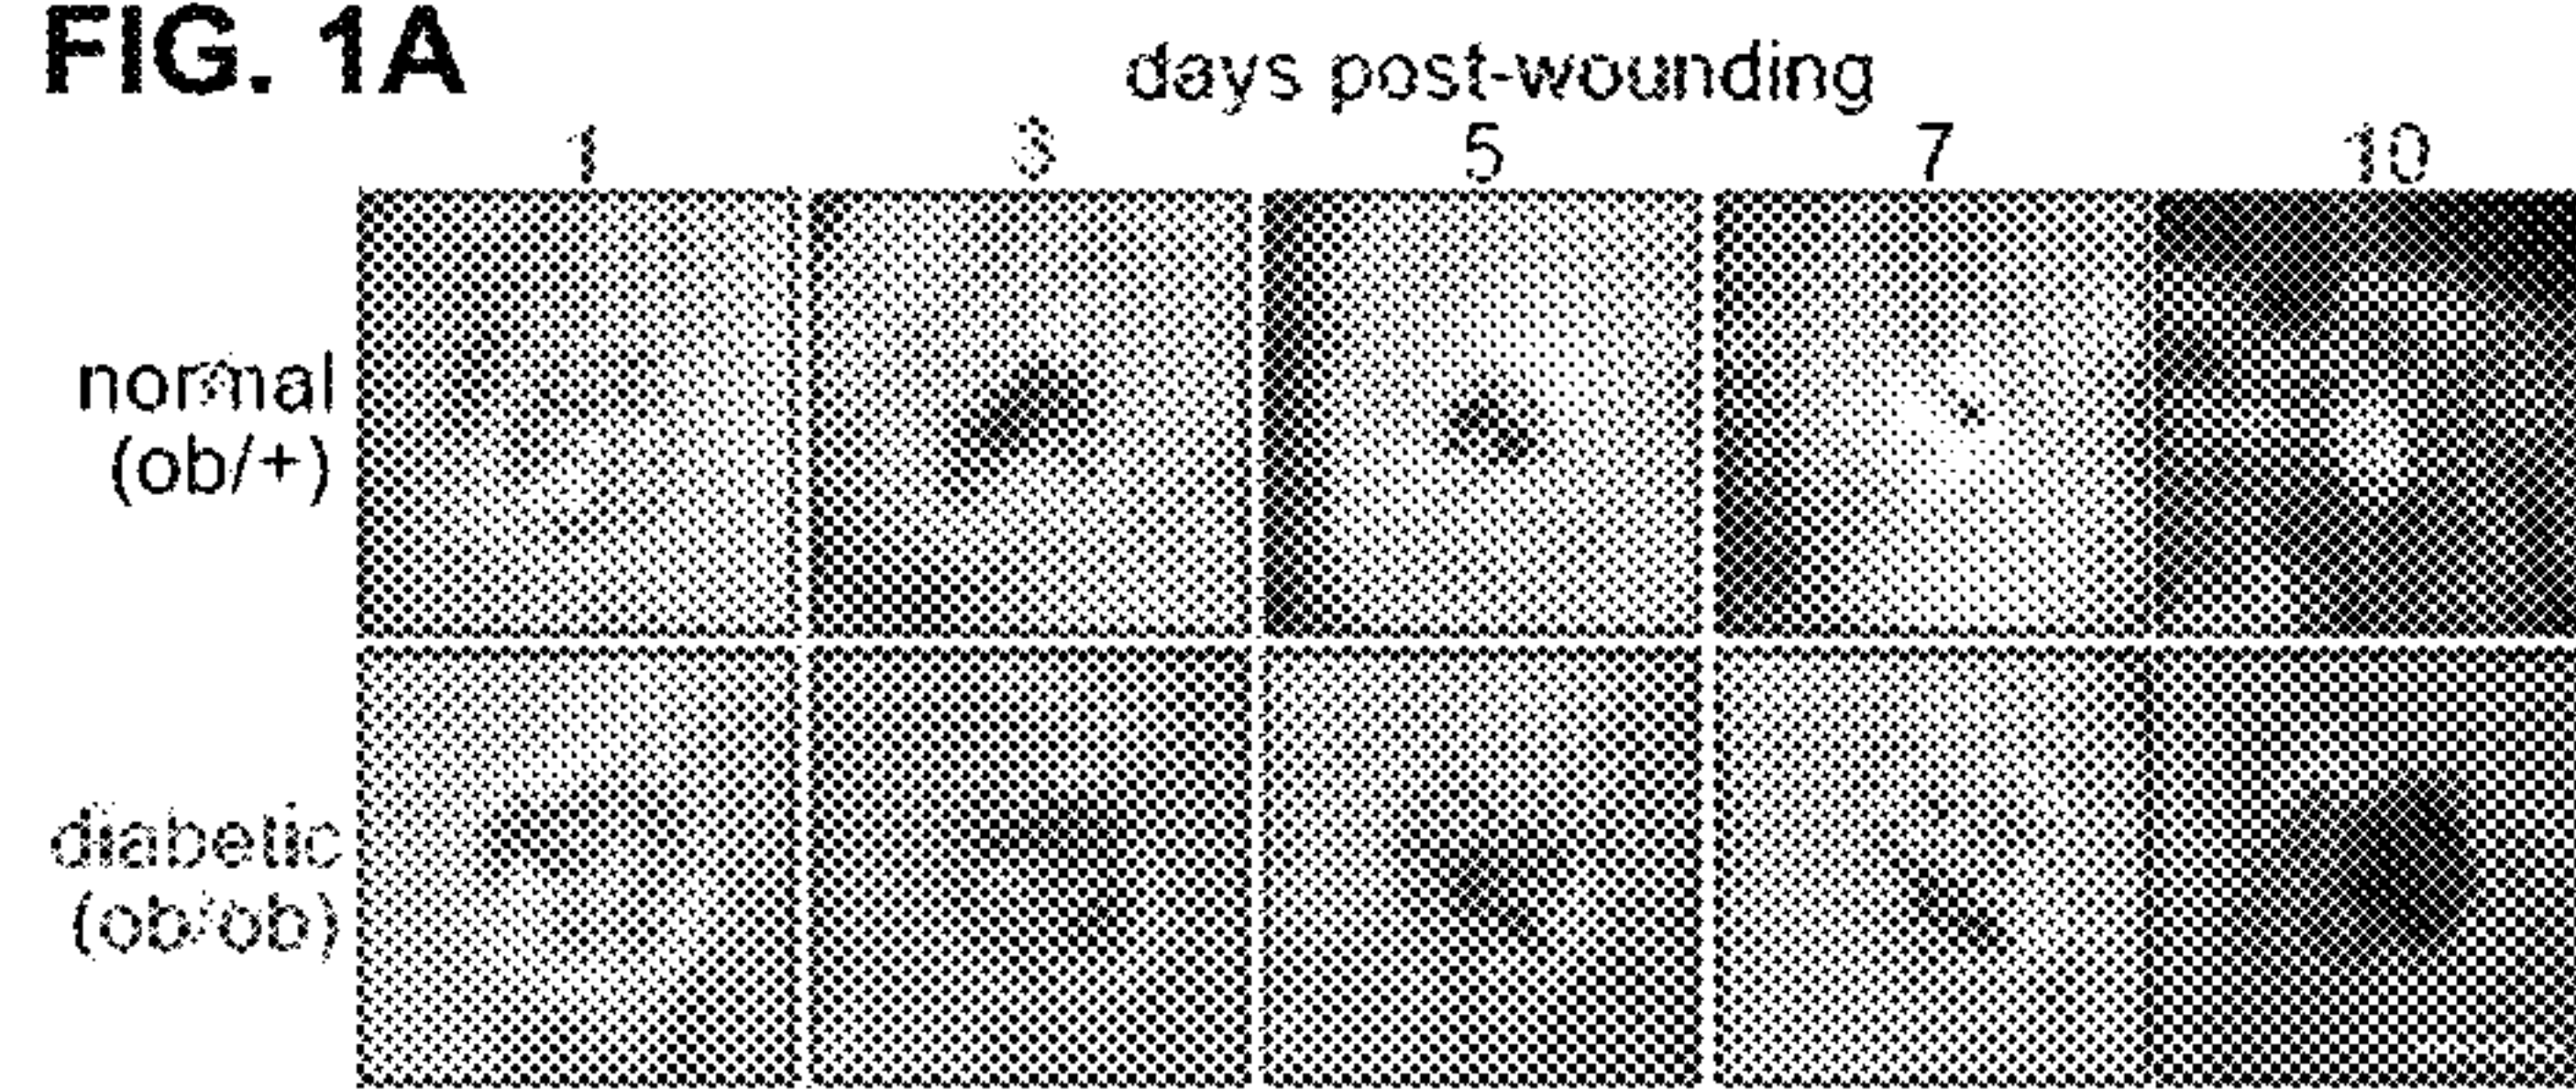 FIG. 1A
days post-wounding
1 3 5 7 10
normal
(ob/+)
diabetic
(ob/ob)